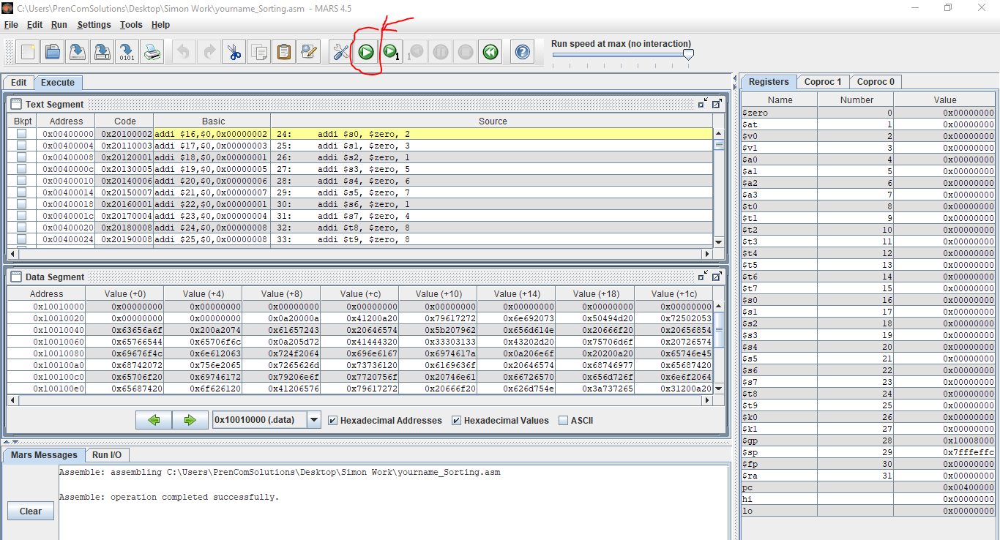 C:\Users\PrenComSolutions\Desktop\Simon Work\yourname_Sorting.asm - MARS 4.5
File Edit Run Settings Tools Help
Run speed at max (no interaction)
0101 1 1
Edit Execute
Text Segment
Bkpt Address Code Basic Source
0x00400000 0x20100002 addi $16,$0,0x00000002 24: addi $s0, $zero, 2
0x00400004 0x20110003 addi $17,$0,0x00000003 25: addi $s1, $zero, 3
0x00400008 0x20120001 addi $18,$0,0x00000001 26: addi $s2, $zero, 1
0x0040000c 0x20130005 addi $19,$0,0x00000005 27: addi $s3, $zero, 5
0x00400010 0x20140006 addi $20,$0,0x00000006 28: addi $s4, $zero, 6
0x00400014 0x20150007 addi $21,$0,0x00000007 29: addi $s5, $zero, 7
0x00400018 0x20160001 addi $22,$0,0x00000001 30: addi $s6, $zero, 1
0x0040001c 0x20170004 addi $23,$0,0x00000004 31: addi $s7, $zero, 4
0x00400020 0x20180008 addi $24,$0,0x00000008 32: addi $t8, $zero, 8
0x00400024 0x20190008 addi $25,$0,0x00000008 33: addi $t9, $zero, 8
Data Segment
Address Value (+0) Value (+4) Value (+8) Value (+c) Value (+10) Value (+14) Value (+18) Value (+1c)
0x10010000 0x00000000 0x00000000 0x00000000 0x00000000 0x00000000 0x00000000 0x00000000 0x00000000
0x10010020 0x00000000 0x00000000 0x0a20000a 0x41200a20 0x79617272 0x6e692073 0x50494d20 0x72502053
0x10010040 0x63656a6f 0x200a2074 0x61657243 0x20646574 0x5b207962 0x656d614e 0x20666f20 0x20656854
0x10010060 0x65766544 0x65706f6c 0x0a205d72 0x41444320 0x33303133 0x43202d20 0x75706d6f 0x20726574
0x10010080 0x69676f4c 0x6e612063 0x724f2064 0x696e6167 0x6974617a 0x0a206e6f 0x20200a20 0x65746e45
0x100100a0 0x68742072 0x756e2065 0x7265626d 0x73736120 0x6169636f 0x20646574 0x68746977 0x65687420
0x100100c0 0x65706f20 0x69746172 0x79206e6f 0x7720756f 0x20746e61 0x66726570 0x656d726f 0x6e6f2064
0x100100e0 0x65687420 0x6f626120 0x41206576 0x79617272 0x20666f20 0x626d754e 0x3a737265 0x31200a20
0x10010000 (.data) Hexadecimal Addresses Hexadecimal Values ASCII
Mars Messages Run I/O
Assemble: assembling C:\Users\PrenComSolutions\Desktop\Simon Work\yourname_Sorting.asm
Assemble: operation completed successfully.
Clear
Registers Coproc 1 Coproc 0
Name Number Value
$zero 0 0x00000000
$at 1 0x00000000
$v0 2 0x00000000
$v1 3 0x00000000
$a0 4 0x00000000
$a1 5 0x00000000
$a2 6 0x00000000
$a3 7 0x00000000
$t0 8 0x00000000
$t1 9 0x00000000
$t2 10 0x00000000
$t3 11 0x00000000
$t4 12 0x00000000
$t5 13 0x00000000
$t6 14 0x00000000
$t7 15 0x00000000
$s0 16 0x00000000
$s1 17 0x00000000
$s2 18 0x00000000
$s3 19 0x00000000
$s4 20 0x00000000
$s5 21 0x00000000
$s6 22 0x00000000
$s7 23 0x00000000
$t8 24 0x00000000
$t9 25 0x00000000
$k0 26 0x00000000
$k1 27 0x00000000
$gp 28 0x10008000
$sp 29 0x7fffeffc
$fp 30 0x00000000
$ra 31 0x00000000
pc 0x00400000
hi 0x00000000
lo 0x00000000